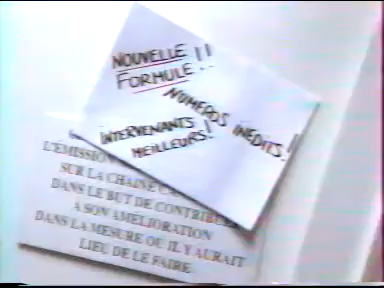 NOUVELLE !!
FORMULE
NUMEROS INEDITS!
INTERVENANTS
MEILLEURS!
L'EMISSION
SUR LA CHAINE
DANS LE BUT DE CONTRIBUER
A SON AMELIORATION
DANS LA MESURE OU IL Y AURAIT
LIEU DE LE FAIRE